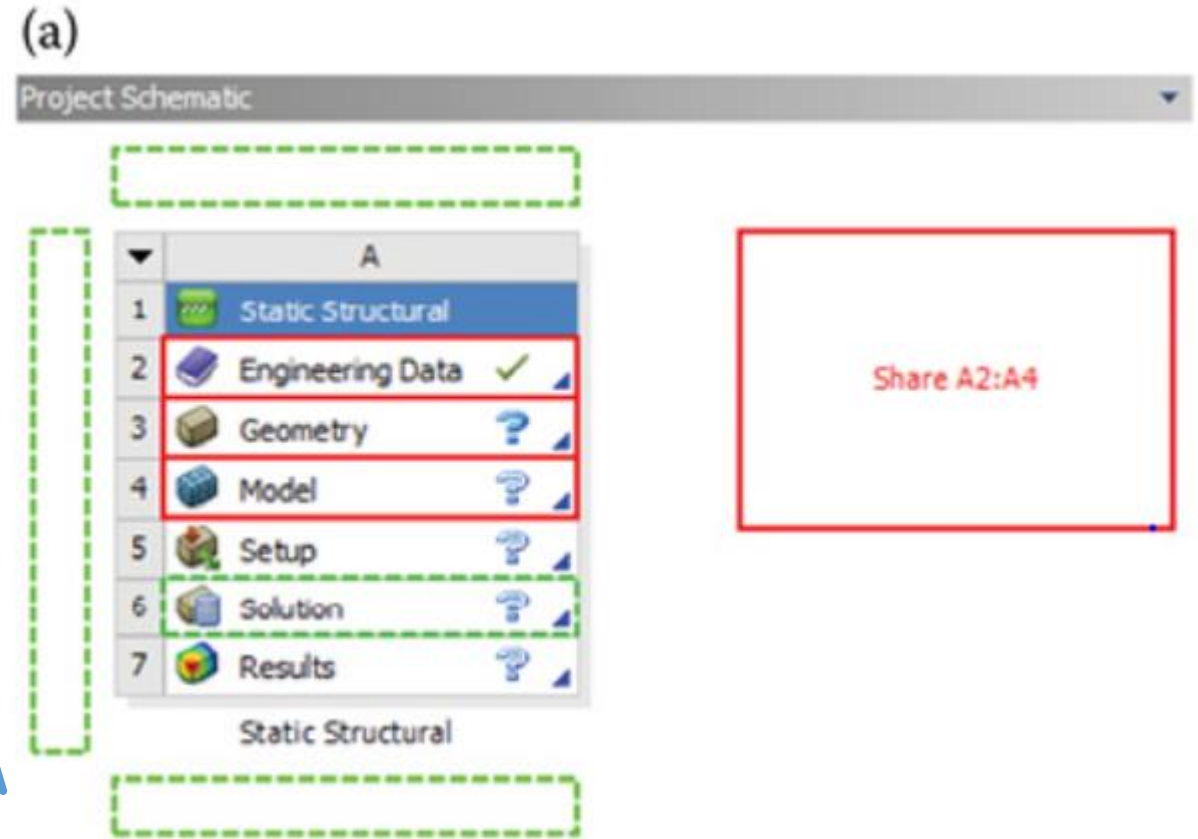 (a)
Project Schematic
A
1 Static Structural
2 Engineering Data
3 Geometry
4 Model
5 Setup
6 Solution
7 Results
Static Structural
Share A2:A4